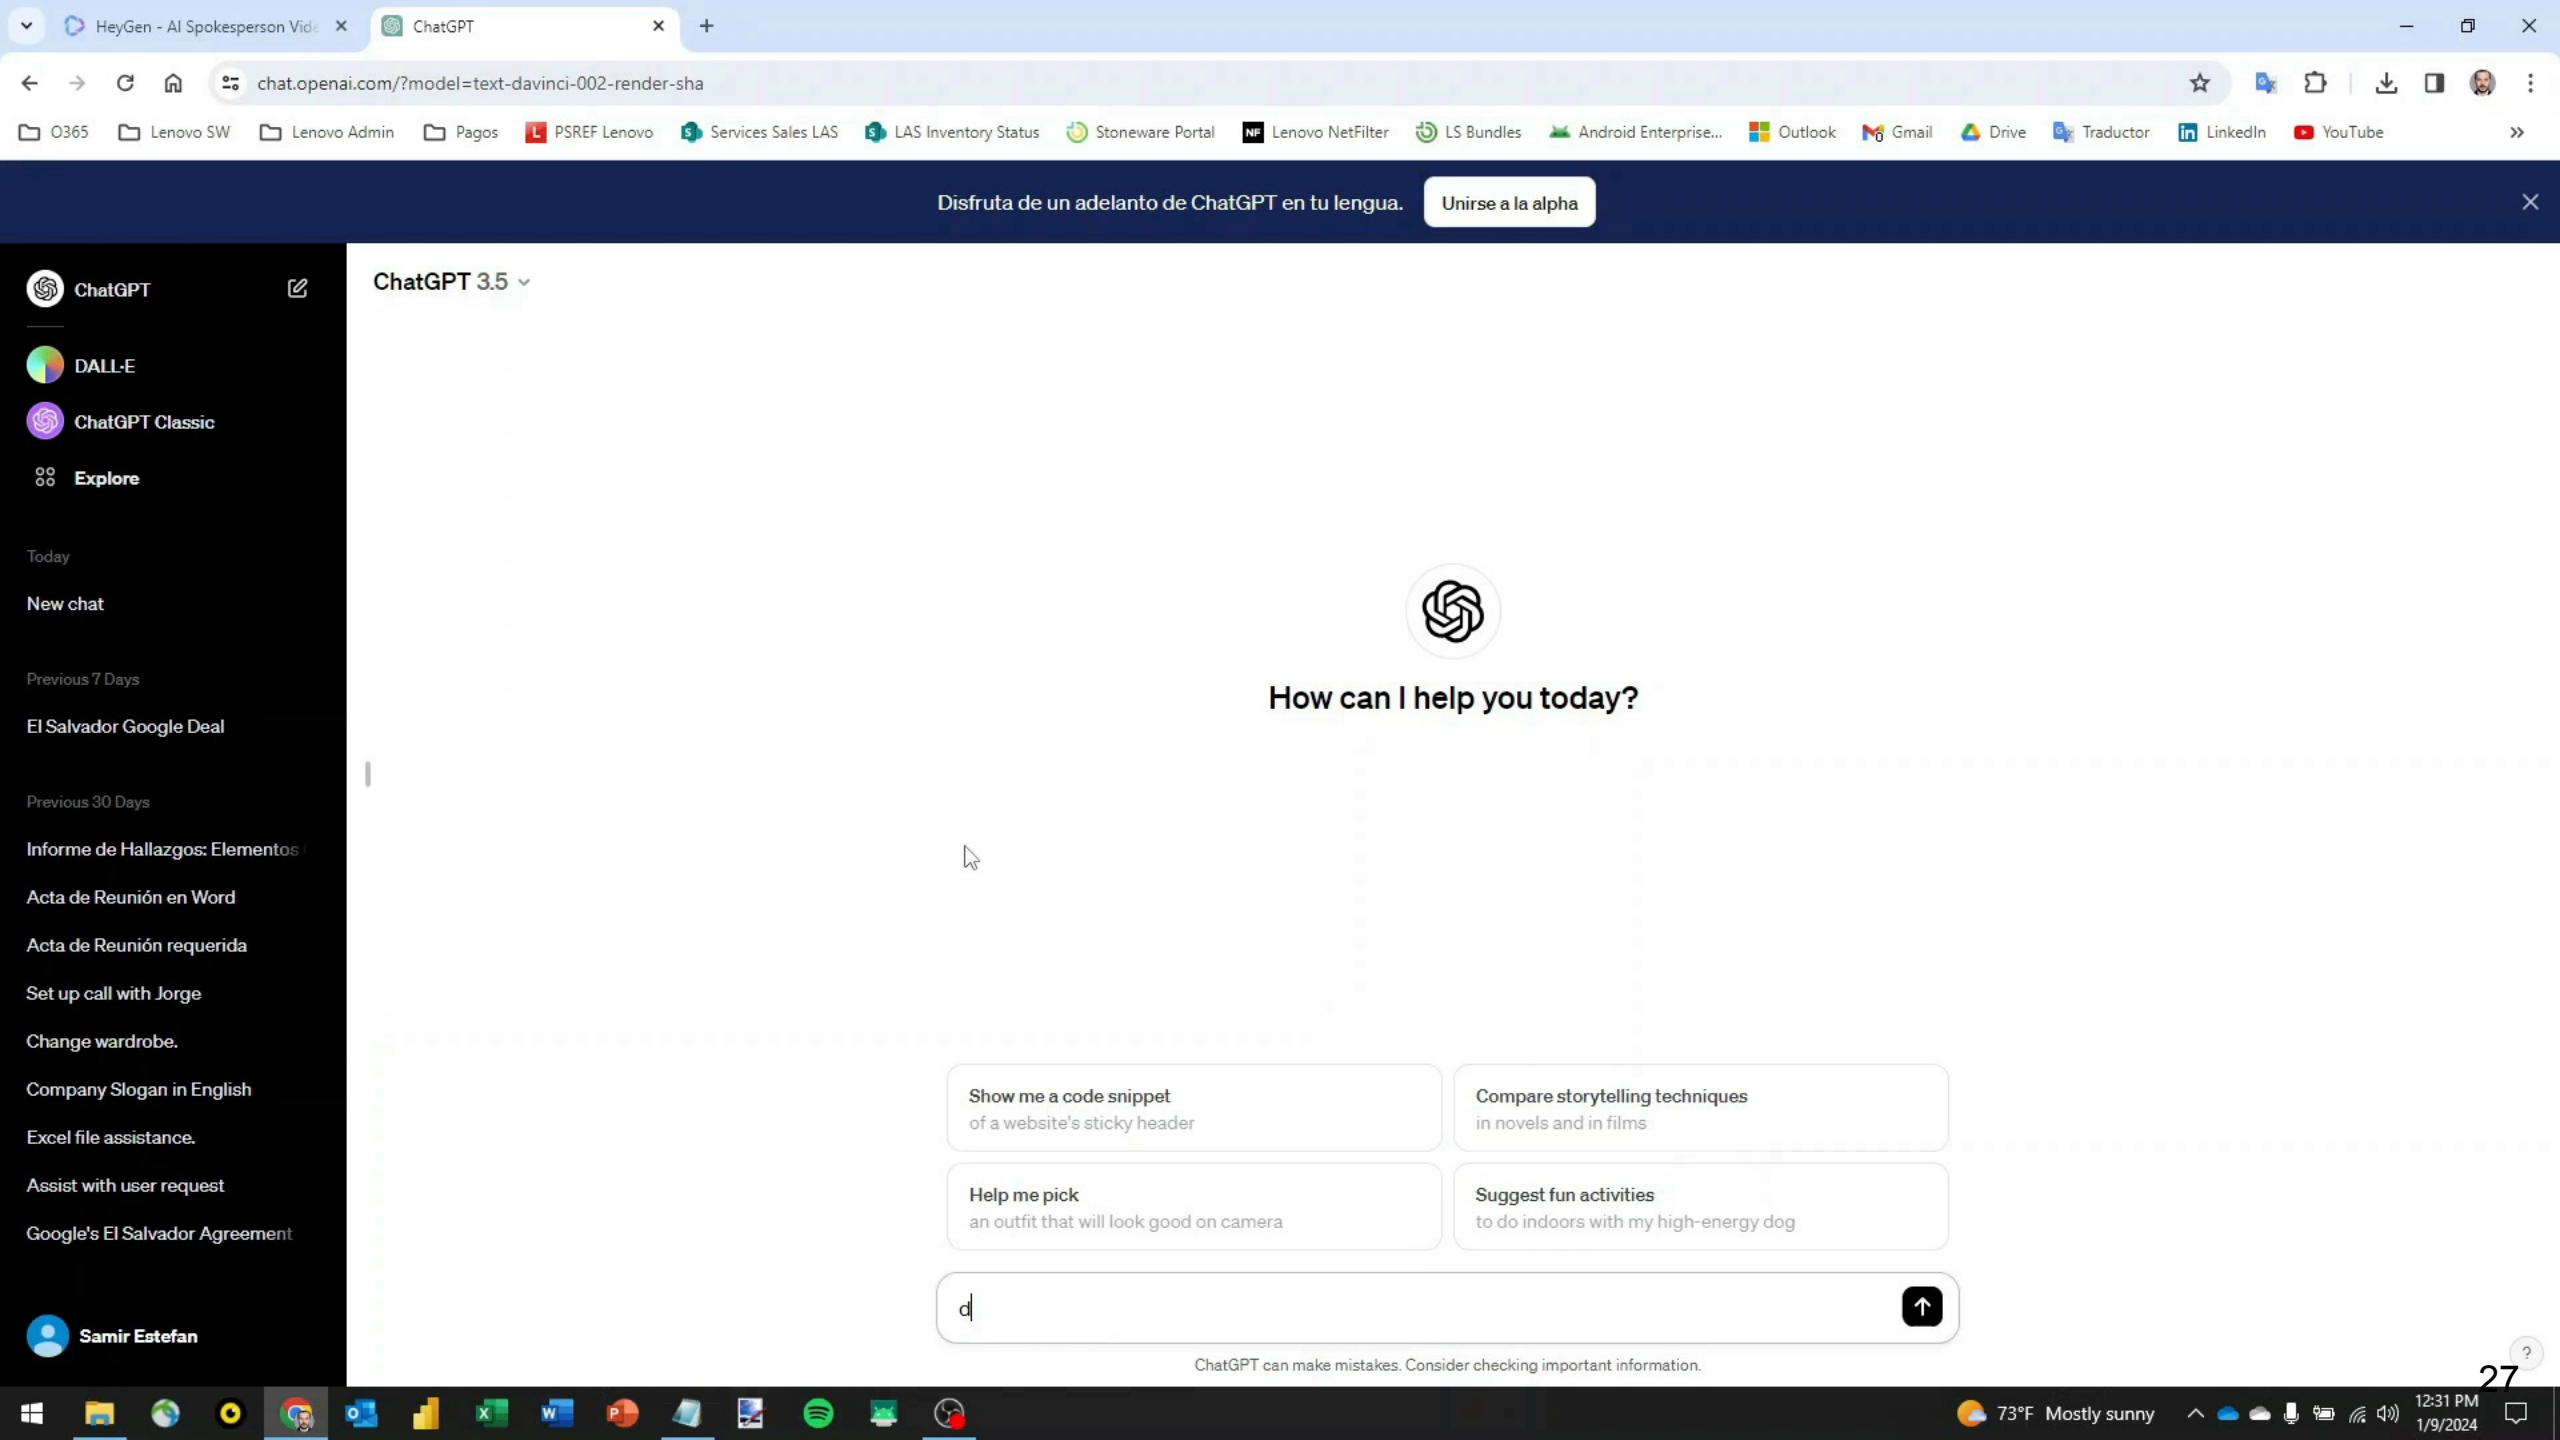 HeyGen - AI Spokesperson Vid
ChatGPT
chat.openai.com/?model=text-davinci-002-render-sha
O365
Lenovo SW
Lenovo Admin
Pagos
L PSREF Lenovo
S Services Sales LAS
S LAS Inventory Status
Stoneware Portal
NF Lenovo NetFilter
LS Bundles
Android Enterprise...
Outlook
Gmail
Drive
Traductor
in LinkedIn
YouTube
Disfruta de un adelanto de ChatGPT en tu lengua.
Unirse a la alpha
ChatGPT
DALL·E
ChatGPT Classic
Explore
Today
New chat
Previous 7 Days
El Salvador Google Deal
Previous 30 Days
Informe de Hallazgos: Elementos
Acta de Reunión en Word
Acta de Reunión requerida
Set up call with Jorge
Change wardrobe.
Company Slogan in English
Excel file assistance.
Assist with user request
Google's El Salvador Agreement
Samir Estefan
ChatGPT 3.5
How can I help you today?
Show me a code snippet
of a website's sticky header
Compare storytelling techniques
in novels and in films
Help me pick
an outfit that will look good on camera
Suggest fun activities
to do indoors with my high-energy dog
d
ChatGPT can make mistakes. Consider checking important information.
?
27
73°F Mostly sunny
12:31 PM
1/9/2024